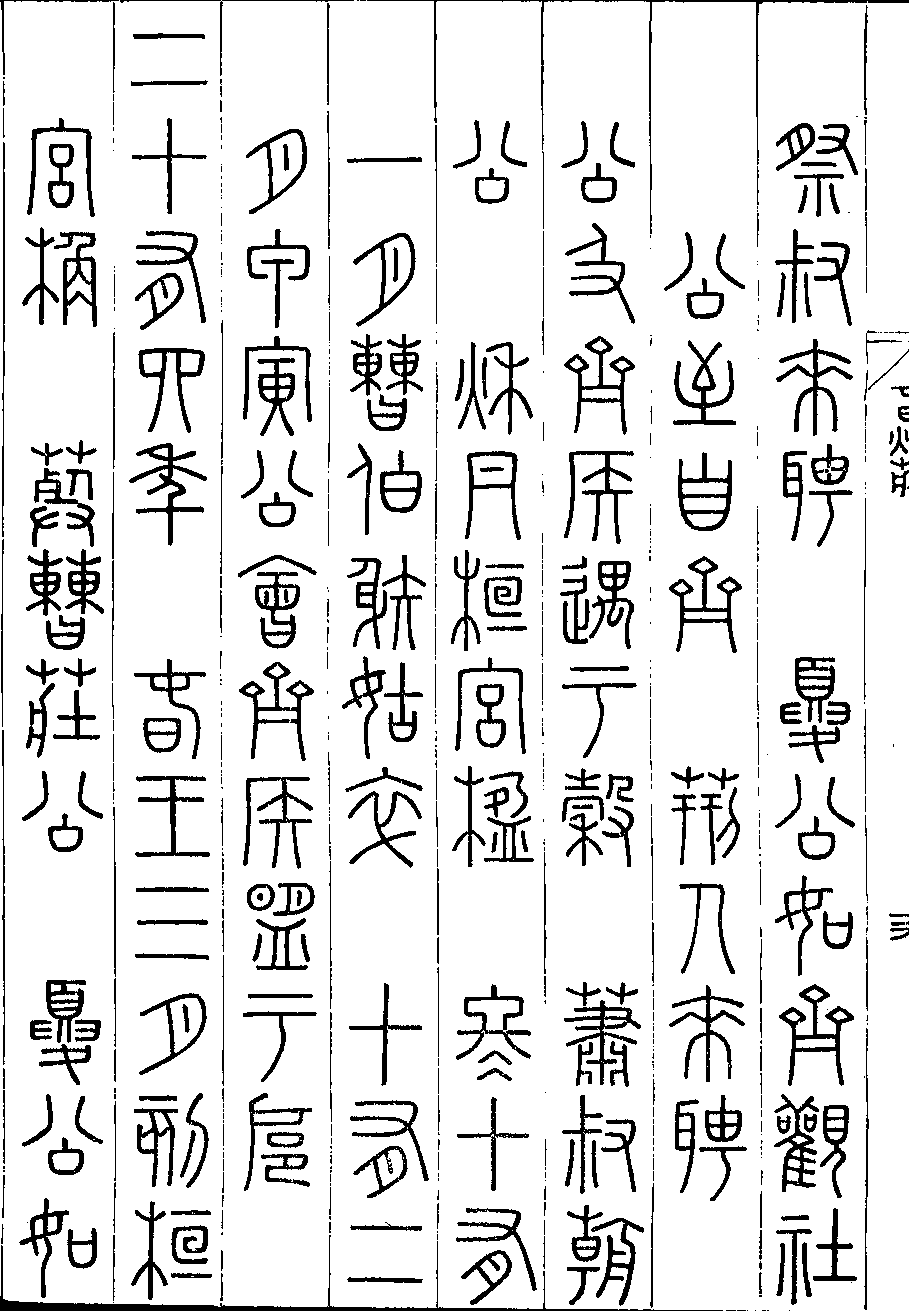 祭叔來聘　夏公如齊觀社
公至自齊　荊人來聘
公及齊侯遇于穀　蕭叔朝
公　秋丹桓宮楹　冬十有
一月曹伯射姑卒　十有二
月甲寅公會齊侯盟于扈
二十有四年　春王三月刻桓
宮桷　葬曹莊公　夏公如